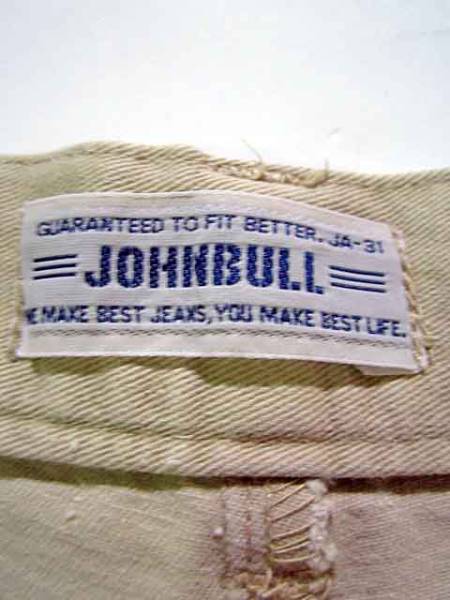 GUARANTEED TO FIT BETTER. JA-31
JOHNBULL
E MAKE BEST JEANS, YOU MAKE BEST LIFE.